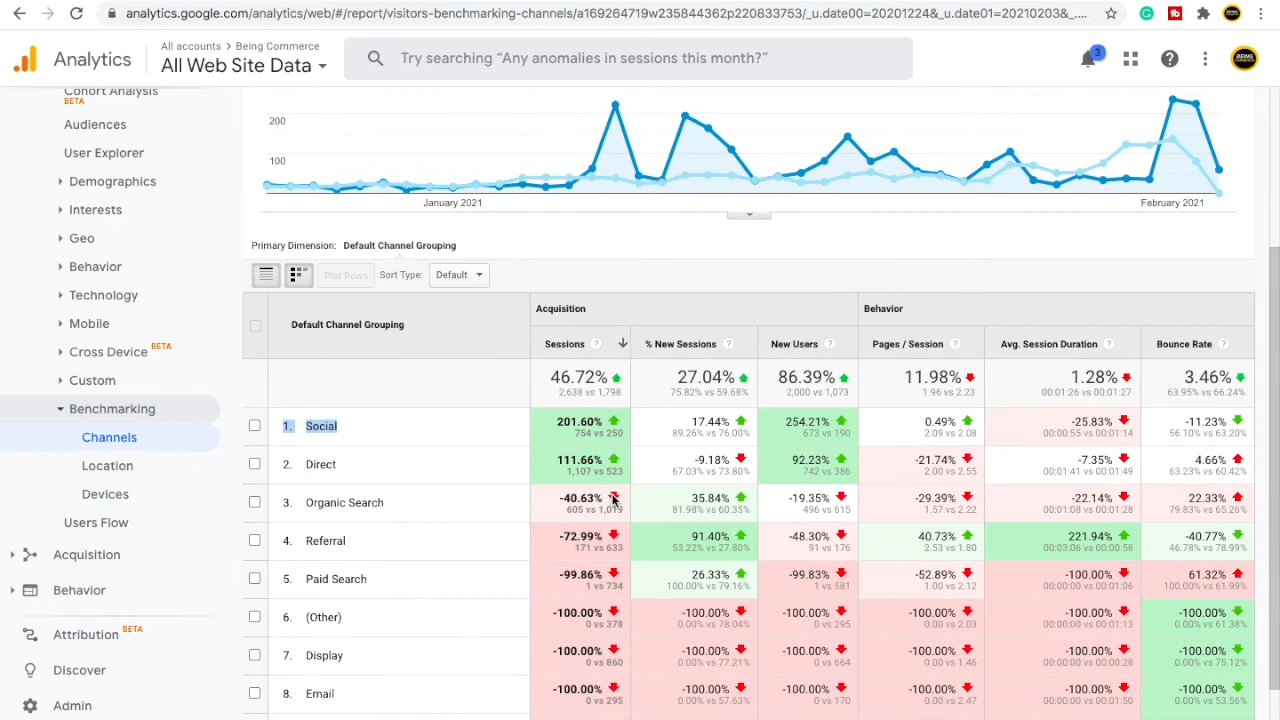 analytics.google.com/analytics/web/#/report/visitors-benchmarking-channels/a169264719w235844362p220833753/_u.date00=20201224&_u.date01=20210203&_u....
Analytics
All accounts > Being Commerce
All Web Site Data
Try searching “Any anomalies in sessions this month?”
3
Cohort Analysis
BETA
Audiences
User Explorer
Demographics
Interests
Geo
Behavior
Technology
Mobile
Cross Device BETA
Custom
Benchmarking
Channels
Location
Devices
Users Flow
Acquisition
Behavior
Attribution BETA
Discover
Admin
200
100
January 2021 February 2021
Primary Dimension: Default Channel Grouping
Plot Rows Sort Type: Default
Default Channel Grouping Acquisition Behavior
Sessions ? % New Sessions ? New Users ? Pages / Session ? Avg. Session Duration ? Bounce Rate ?
46.72% 27.04% 86.39% 11.98% 1.28% 3.46%
2,638 vs 1,798 75.82% vs 59.68% 2,000 vs 1,073 1.96 vs 2.23 00:01:26 vs 00:01:27 63.95% vs 66.24%
1. Social 201.60% 17.44% 254.21% 0.49% -25.83% -11.23%
754 vs 250 89.26% vs 76.00% 673 vs 190 2.09 vs 2.08 00:00:55 vs 00:01:14 56.10% vs 63.20%
2. Direct 111.66% -9.18% 92.23% -21.74% -7.35% 4.66%
1,107 vs 523 67.03% vs 73.80% 742 vs 386 2.00 vs 2.55 00:01:41 vs 00:01:49 63.23% vs 60.42%
3. Organic Search -40.63% 35.84% -19.35% -29.39% -22.14% 22.33%
605 vs 1,019 81.98% vs 60.35% 496 vs 615 1.57 vs 2.22 00:01:08 vs 00:01:28 79.83% vs 65.26%
4. Referral -72.99% 91.40% -48.30% 40.73% 221.94% -40.77%
171 vs 633 53.22% vs 27.80% 91 vs 176 2.53 vs 1.80 00:03:06 vs 00:00:58 46.78% vs 78.99%
5. Paid Search -99.86% 26.33% -99.83% -52.89% -100.00% 61.32%
1 vs 734 100.00% vs 79.16% 1 vs 581 1.00 vs 2.12 00:00:00 vs 00:01:06 100.00% vs 61.99%
6. (Other) -100.00% -100.00% -100.00% -100.00% -100.00% -100.00%
0 vs 378 0.00% vs 78.04% 0 vs 295 0.00 vs 2.03 00:00:00 vs 00:01:13 0.00% vs 61.38%
7. Display -100.00% -100.00% -100.00% -100.00% -100.00% -100.00%
0 vs 860 0.00% vs 77.21% 0 vs 664 0.00 vs 1.46 00:00:00 vs 00:00:28 0.00% vs 75.12%
8. Email -100.00% -100.00% -100.00% -100.00% -100.00% -100.00%
0 vs 295 0.00% vs 57.63% 0 vs 170 0.00 vs 2.47 00:00:00 vs 00:01:50 0.00% vs 53.56%